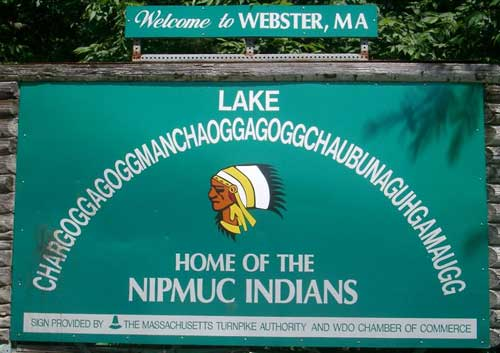 Welcome to WEBSTER, MA
LAKE
CHARGOGGAGOGGMANCHAOGGAGOGGCHAUBUNAGUHGAMAUGG
HOME OF THE
NIPMUC INDIANS
SIGN PROVIDED BY THE MASSACHUSETTS TURNPIKE AUTHORITY AND WDO CHAMBER OF COMMERCE